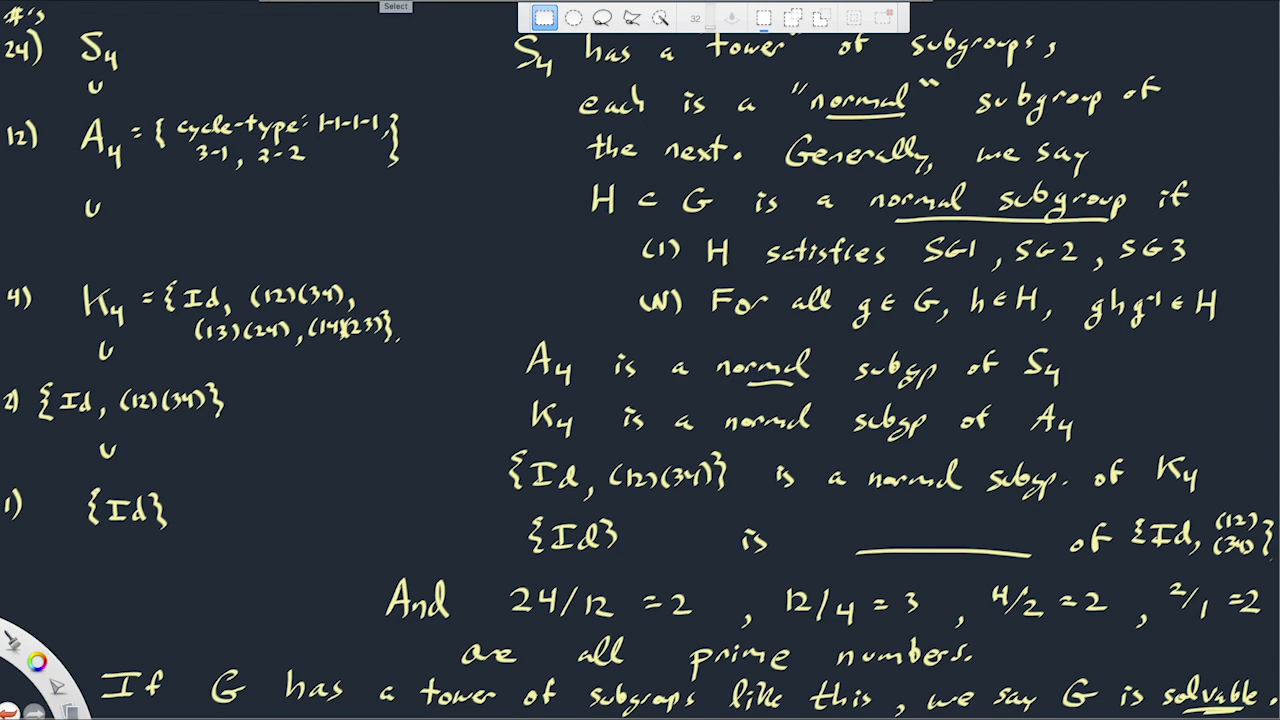 Select
32
#'s
24) S4
∪
12) A4 = { cycle-type: 1-1-1-1,
3-1, 2-2 }
∪
4) K4 = {Id, (12)(34),
(13)(24), (14)(23)}.
∪
2) {Id, (12)(34)}
∪
1) {Id}
S4 has a tower" of subgroups,
each is a "normal" subgroup of
the next. Generally, we say
H ⊂ G is a normal subgroup if
(1) H satisfies SG1, SG2, SG3
(N) For all g ∈ G, h ∈ H, ghg⁻¹ ∈ H
A4 is a normal subgp of S4
K4 is a normal subgp of A4
{Id, (12)(34)} is a normal subgp. of K4
{Id} is ________ of {Id, (12)
(34)}
And 24/12 = 2, 12/4 = 3, 4/2 = 2, 2/1 = 2
are all prime numbers.
If G has a tower of subgroups like this, we say G is solvable.